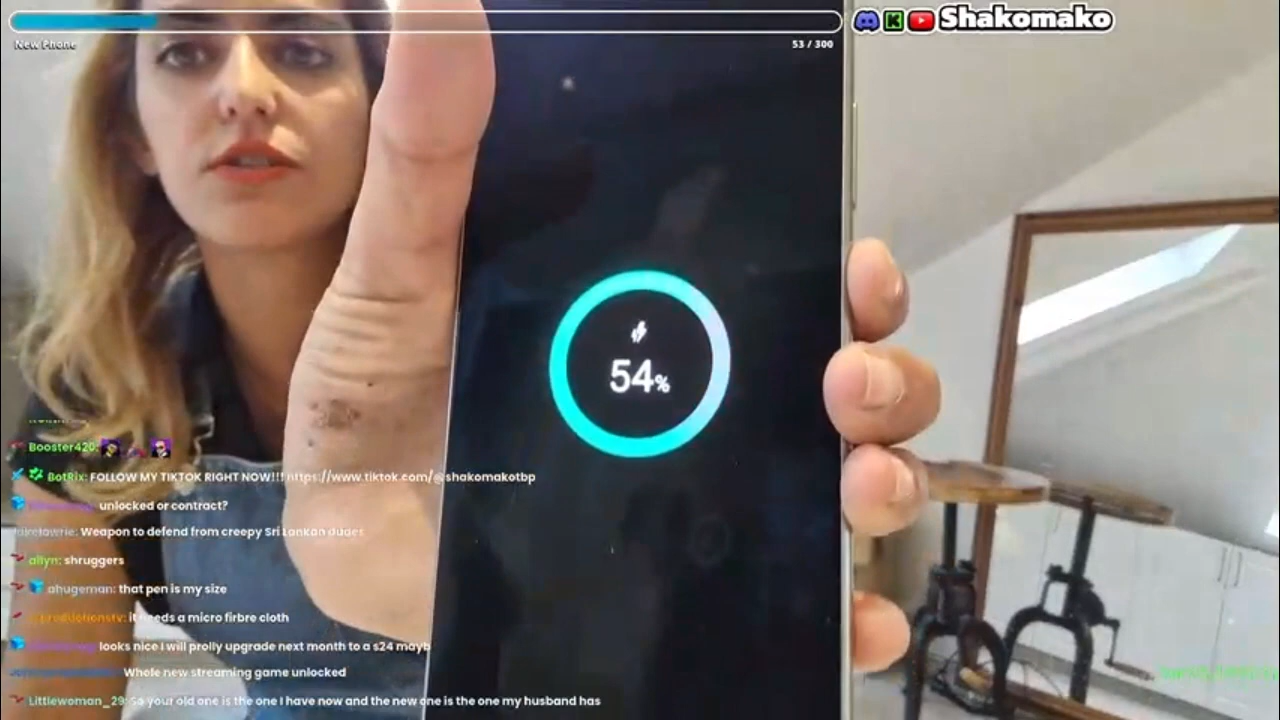 Shakomako
New Phone
53 / 300
54%
Booster420:
BotRix: FOLLOW MY TIKTOK RIGHT NOW!!! https://www.tiktok.com/@shakomakotbp
unlocked or contract?
Weapon to defend from creepy Sri Lankan dudes
allyn: shruggers
ahugeman: that pen is my size
it needs a micro firbre cloth
looks nice I will prolly upgrade next month to a s24 mayb
Whole new streaming game unlocked
Littlewoman_29: So your old one is the one I have now and the new one is the one my husband has